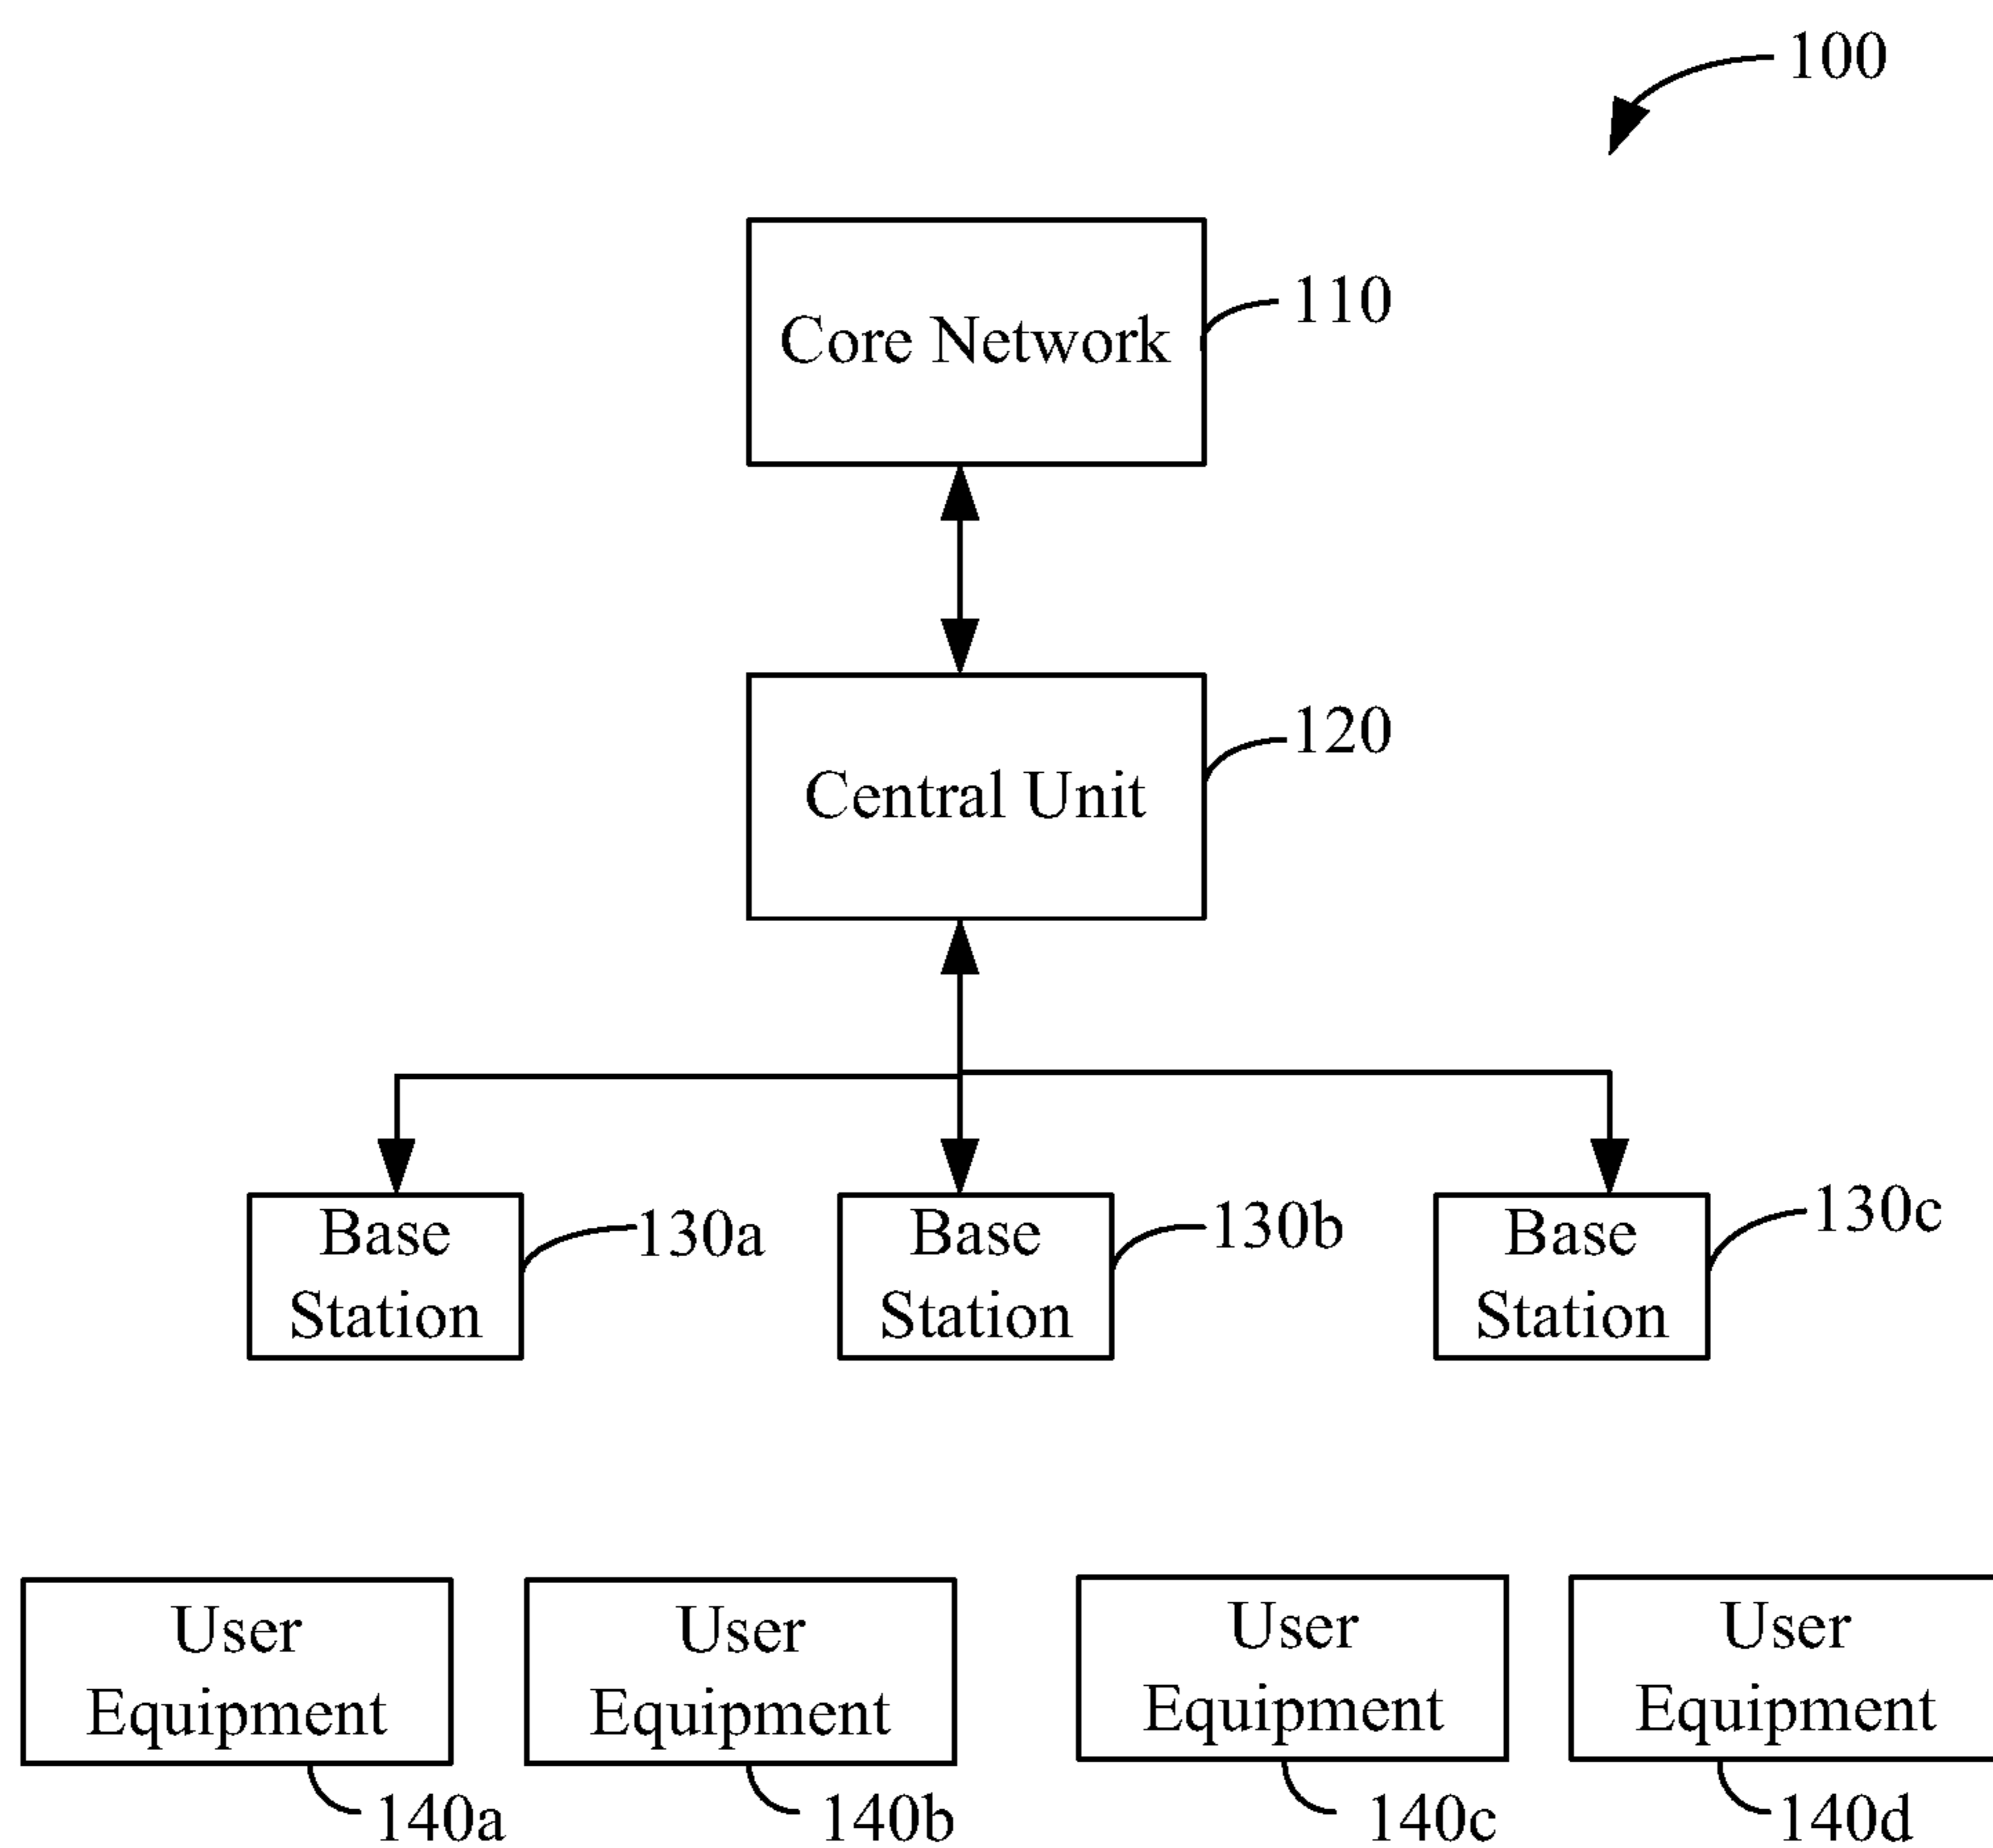 100
Core Network
110
Central Unit
120
Base
Station
130a
Base
Station
130b
Base
Station
130c
User
Equipment
140a
User
Equipment
140b
User
Equipment
140c
User
Equipment
140d